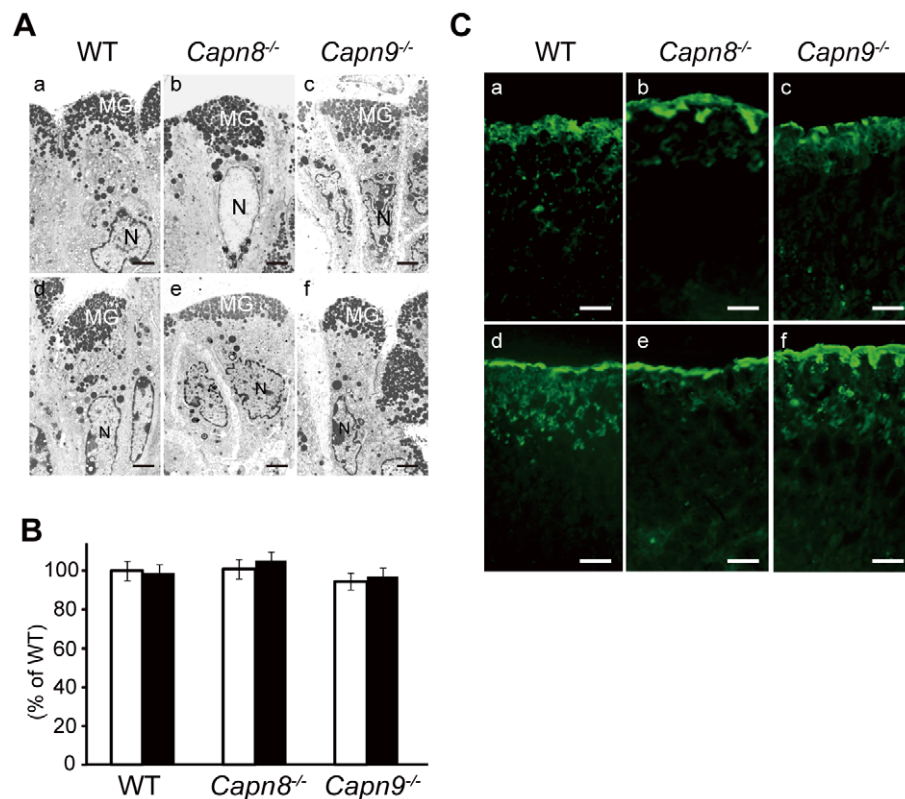 A
WT Capn8-/- Capn9-/-
a b c
MG MG MG
N N N
d e f
MG MG MG
N N N
B
(% of WT)
100
80
60
40
20
0
WT Capn8-/- Capn9-/-
C
WT Capn8-/- Capn9-/-
a b c
d e f